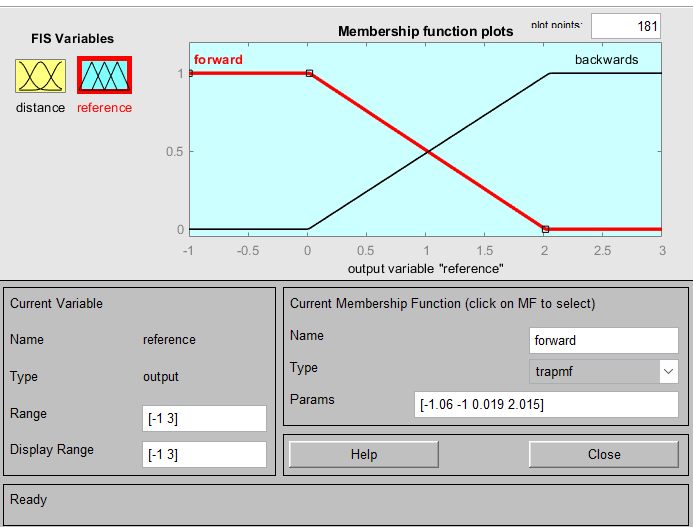 FIS Variables
distance
reference
Membership function plots
plot points:
181
forward
backwards
1
0.5
0
-1
-0.5
0
0.5
1
1.5
2
2.5
3
output variable "reference"
Current Variable
Name reference
Type output
Range [-1 3]
Display Range [-1 3]
Current Membership Function (click on MF to select)
Name forward
Type trapmf
Params [-1.06 -1 0.019 2.015]
Help
Close
Ready